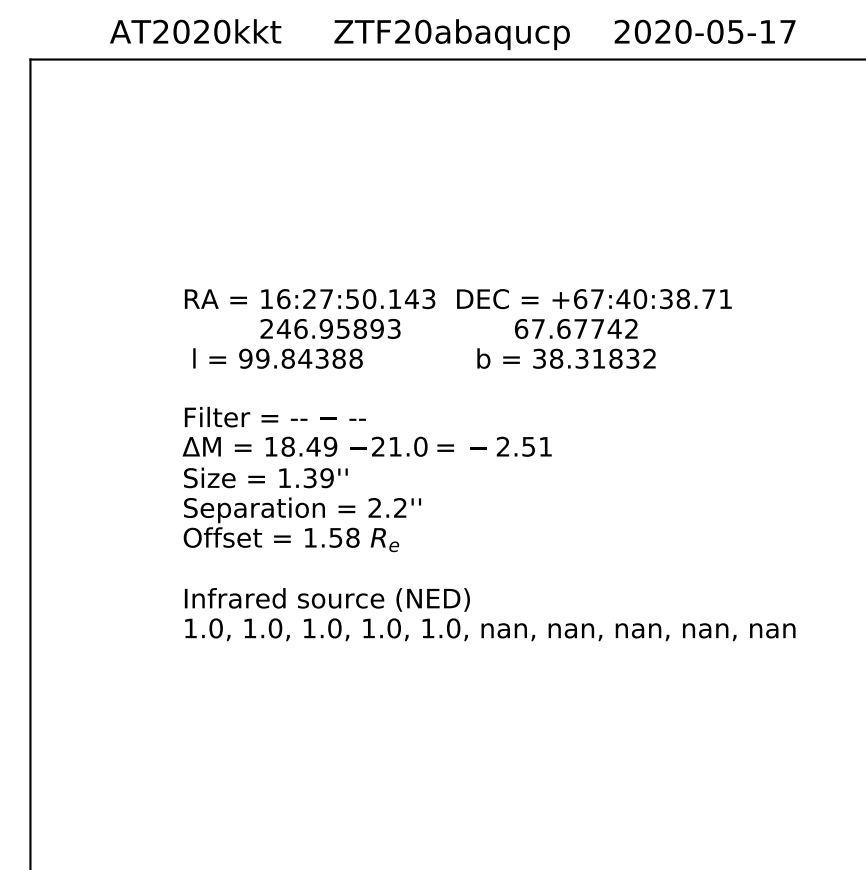 AT2020kkt ZTF20abaqucp 2020-05-17
RA = 16:27:50.143 DEC = +67:40:38.71
246.95893 67.67742
l = 99.84388 b = 38.31832
Filter = -- − --
ΔM = 18.49 −21.0 = − 2.51
Size = 1.39''
Separation = 2.2''
Offset = 1.58 Re
Infrared source (NED)
1.0, 1.0, 1.0, 1.0, 1.0, nan, nan, nan, nan, nan